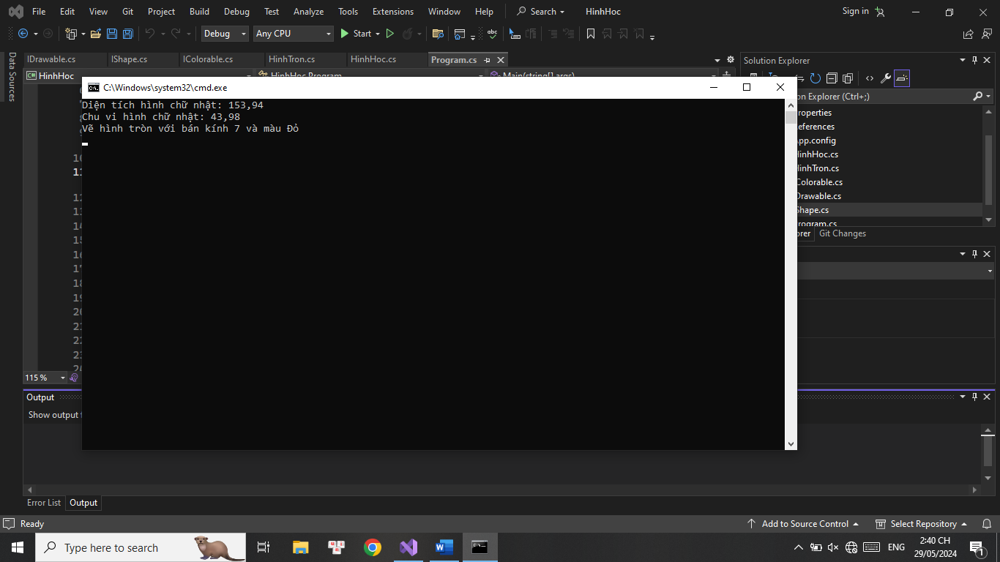 File Edit View Git Project Build Debug Test Analyze Tools Extensions Window Help Search HinhHoc Sign in
Debug Any CPU Start
IDrawable.cs IShape.cs IColorable.cs HinhTron.cs HinhHoc.cs Program.cs
Solution Explorer
Data Sources
HinhHoc HinhHoc.Program Main(string[] args)
C:\Windows\system32\cmd.exe
Diện tích hình chữ nhật: 153,94
Chu vi hình chữ nhật: 43,98
Vẽ hình tròn với bán kính 7 và màu Đỏ
on Explorer (Ctrl+;)
roperties
eferences
pp.config
HinhHoc.cs
HinhTron.cs
Colorable.cs
Drawable.cs
Shape.cs
rogram.cs
orer Git Changes
10
11
12
13
14
15
16
17
18
19
20
21
22
23
115 %
Output
Show output f
Error List Output
Ready Add to Source Control Select Repository
Type here to search
ENG
2:40 CH
29/05/2024
1